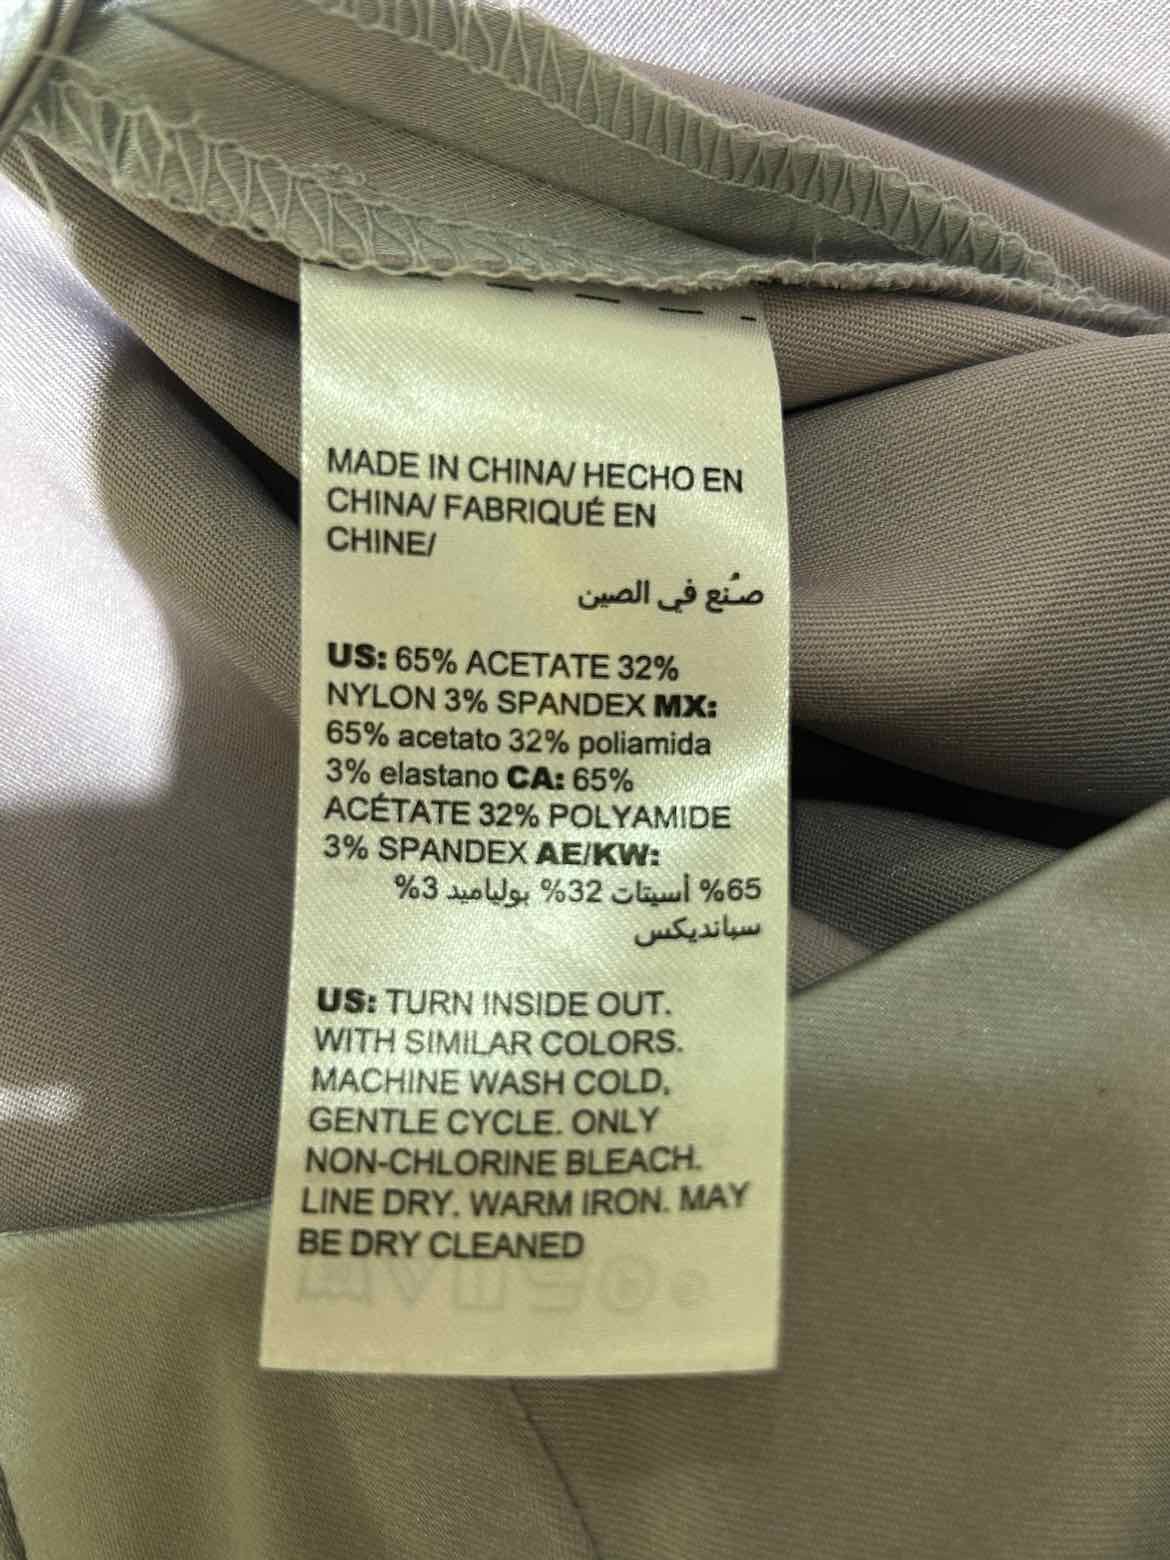 MADE IN CHINA/ HECHO EN
CHINA/ FABRIQUÉ EN
CHINE/
صُنع في الصين
US: 65% ACETATE 32%
NYLON 3% SPANDEX MX:
65% acetato 32% poliamida
3% elastano CA: 65%
ACÉTATE 32% POLYAMIDE
3% SPANDEX AE/KW:
65% أسيتات 32% بولياميد 3%
سبانديكس
US: TURN INSIDE OUT.
WITH SIMILAR COLORS.
MACHINE WASH COLD,
GENTLE CYCLE. ONLY
NON-CHLORINE BLEACH.
LINE DRY. WARM IRON. MAY
BE DRY CLEANED